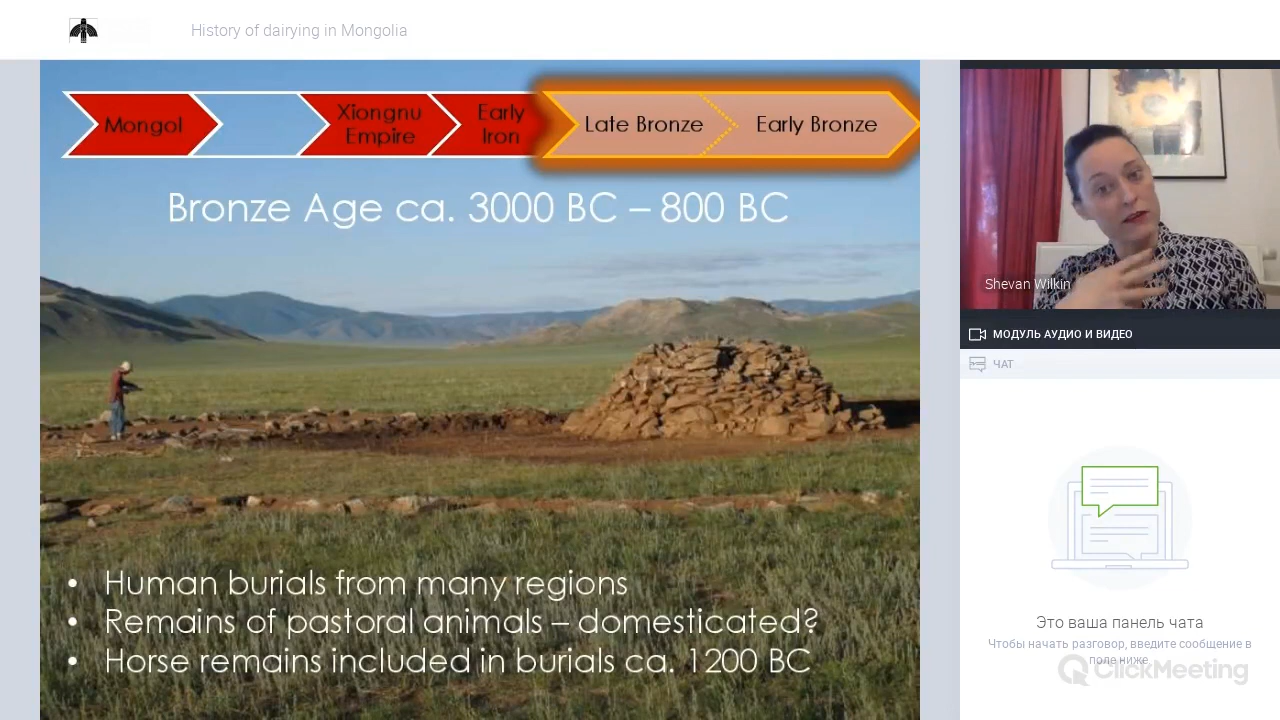 History of dairying in Mongolia
Mongol
Xiongnu
Empire
Early
Iron
Late Bronze
Early Bronze
Bronze Age ca. 3000 BC – 800 BC
• Human burials from many regions
• Remains of pastoral animals – domesticated?
• Horse remains included in burials ca. 1200 BC
Shevan Wilkin
МОДУЛЬ АУДИО И ВИДЕО
ЧАТ
Это ваша панель чата
Чтобы начать разговор, введите сообщение в
поле ниже
ClickMeeting